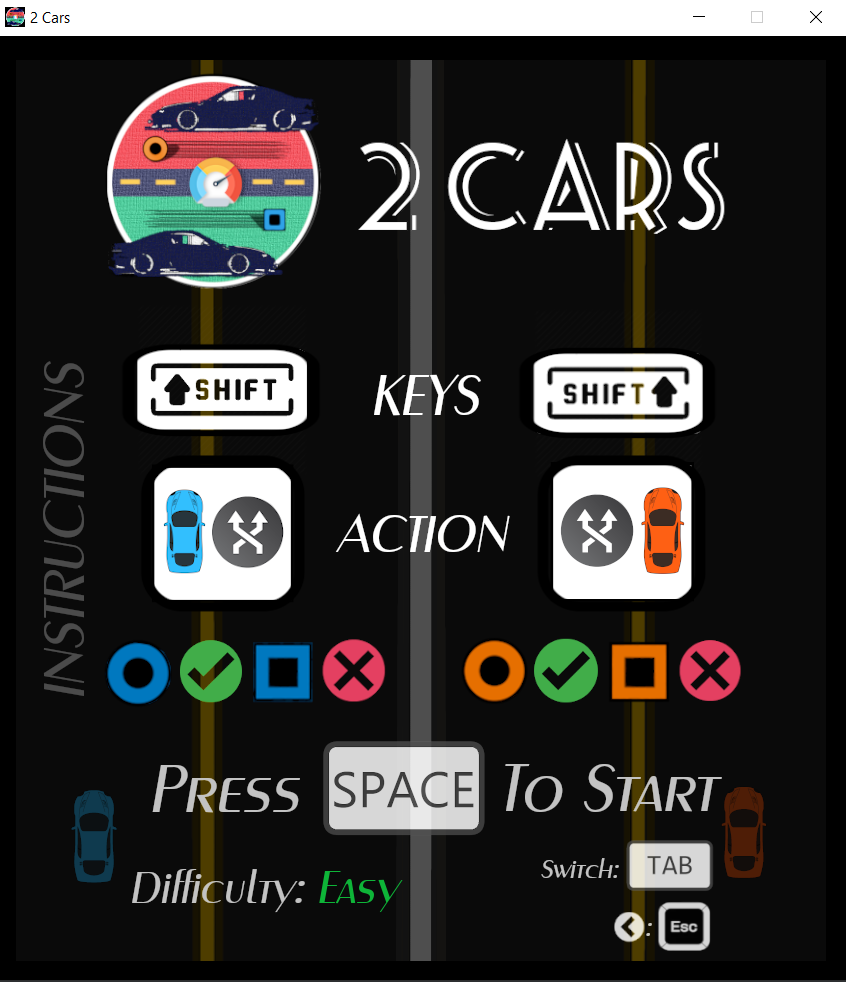 2 Cars
2 CARS
INSTRUCTIONS
SHIFT KEYS SHIFT
ACTION
PRESS SPACE TO START
Difficulty: EASY
SWITCH: TAB
: Esc